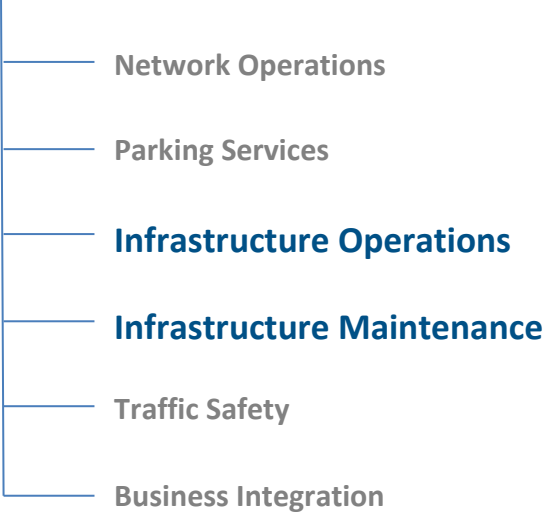 Network Operations
Parking Services
Infrastructure Operations
Infrastructure Maintenance
Traffic Safety
Business Integration